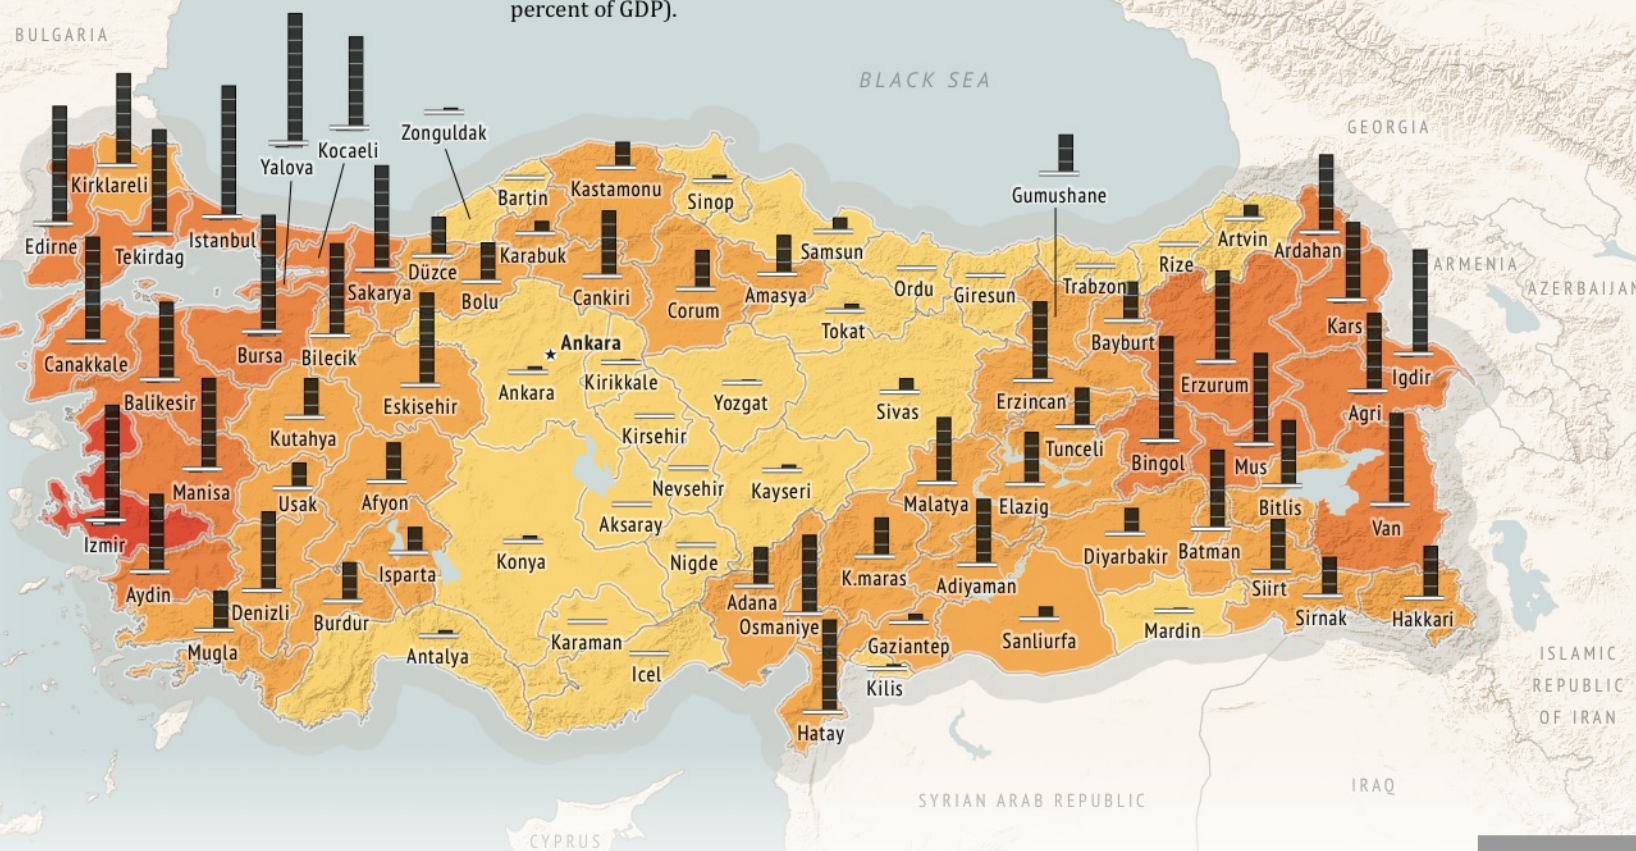 percent of GDP).
BULGARIA
BLACK SEA
Zonguldak
GEORGIA
Kocaeli
Yalova
Kirklareli
Bartin
Kastamonu
Sinop
Gumushane
Edirne
Tekirdag
Istanbul
Düzce
Karabuk
Samsun
Artvin
Ardahan
Rize
ARMENIA
AZERBAIJAN
Sakarya
Bolu
Cankiri
Corum
Amasya
Ordu
Giresun
Trabzon
Tokat
Kars
Canakkale
Bursa
Bilecik
Ankara
Bayburt
Igdir
Balikesir
Eskisehir
Ankara
Kirikkale
Yozgat
Sivas
Erzincan
Erzurum
Agri
Kutahya
Kirsehir
Tunceli
Bingol
Mus
Manisa
Usak
Afyon
Nevsehir
Kayseri
Malatya
Elazig
Bitlis
Van
Izmir
Aksaray
Konya
Nigde
Diyarbakir
Batman
Aydin
Denizli
Isparta
K.maras
Adiyaman
Siirt
Burdur
Adana
Osmaniye
Sirnak
Hakkari
Mugla
Antalya
Karaman
Icel
Gaziantep
Sanliurfa
Mardin
Kilis
Hatay
ISLAMIC
REPUBLIC
OF IRAN
SYRIAN ARAB REPUBLIC
IRAQ
CYPRUS